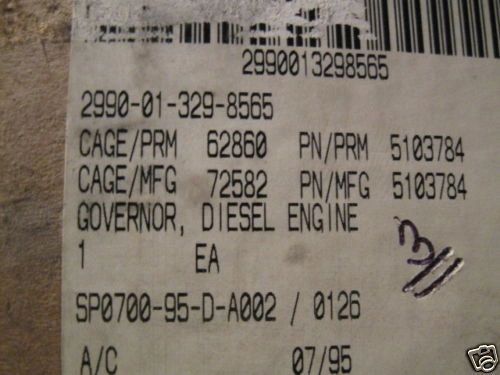 2990013298565
2990-01-329-8565
CAGE/PRM 62860 PN/PRM 5103784
CAGE/MFG 72582 PN/MFG 5103784
GOVERNOR, DIESEL ENGINE
1 EA
SP0700-95-D-A002 / 0126
A/C 07/95